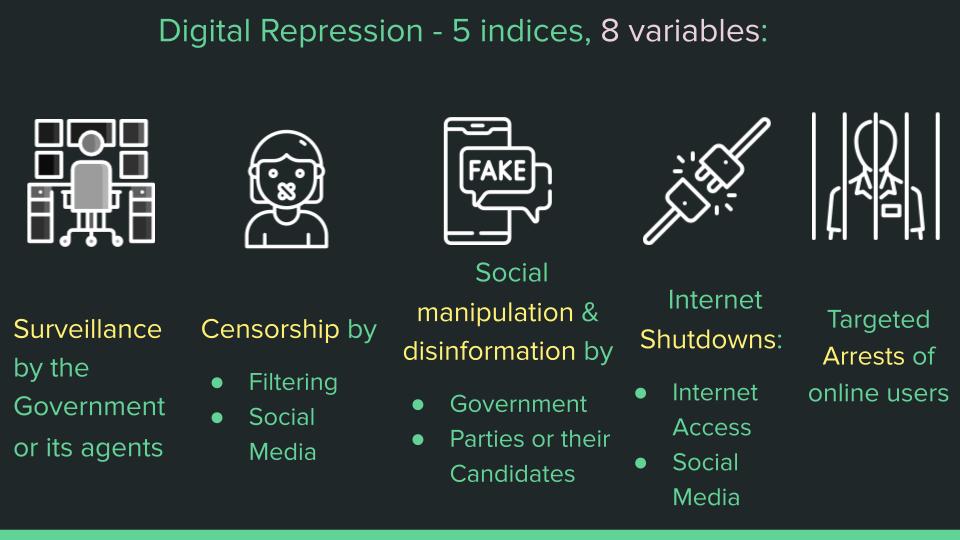 Digital Repression - 5 indices, 8 variables:
Surveillance
by the
Government
or its agents
Censorship by
● Filtering
● Social
Media
FAKE
Social
manipulation &
disinformation by
● Government
● Parties or their
Candidates
Internet
Shutdowns:
● Internet
Access
● Social
Media
Targeted
Arrests of
online users